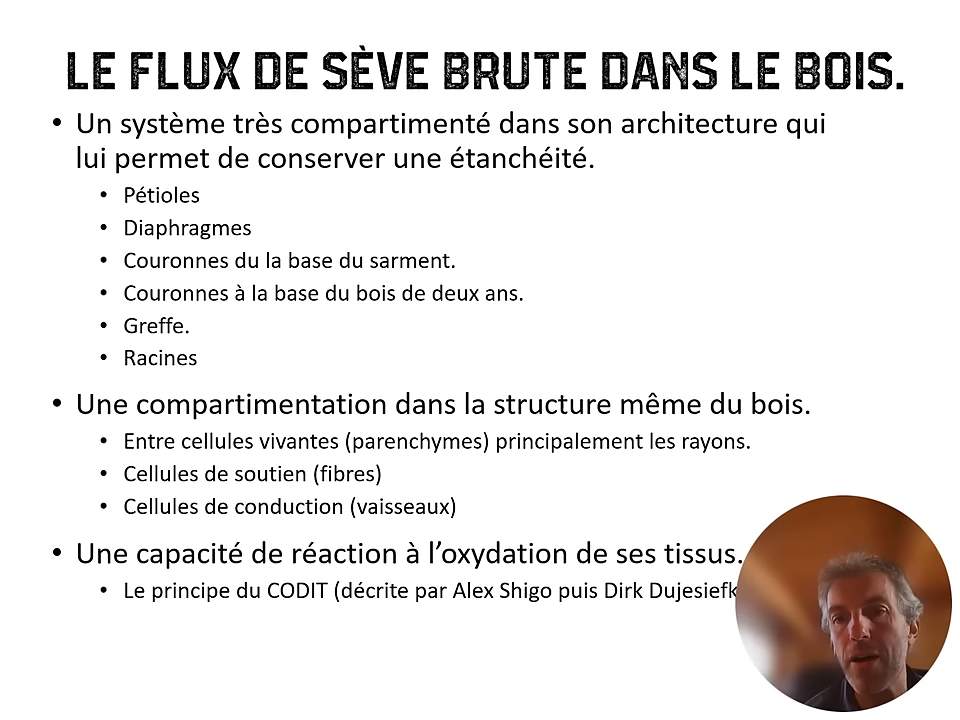 LE FLUX DE SÈVE BRUTE DANS LE BOIS.
• Un système très compartimenté dans son architecture qui
lui permet de conserver une étanchéité.
• Pétioles
• Diaphragmes
• Couronnes du la base du sarment.
• Couronnes à la base du bois de deux ans.
• Greffe.
• Racines
• Une compartimentation dans la structure même du bois.
• Entre cellules vivantes (parenchymes) principalement les rayons.
• Cellules de soutien (fibres)
• Cellules de conduction (vaisseaux)
• Une capacité de réaction à l’oxydation de ses tissus.
• Le principe du CODIT (décrite par Alex Shigo puis Dirk